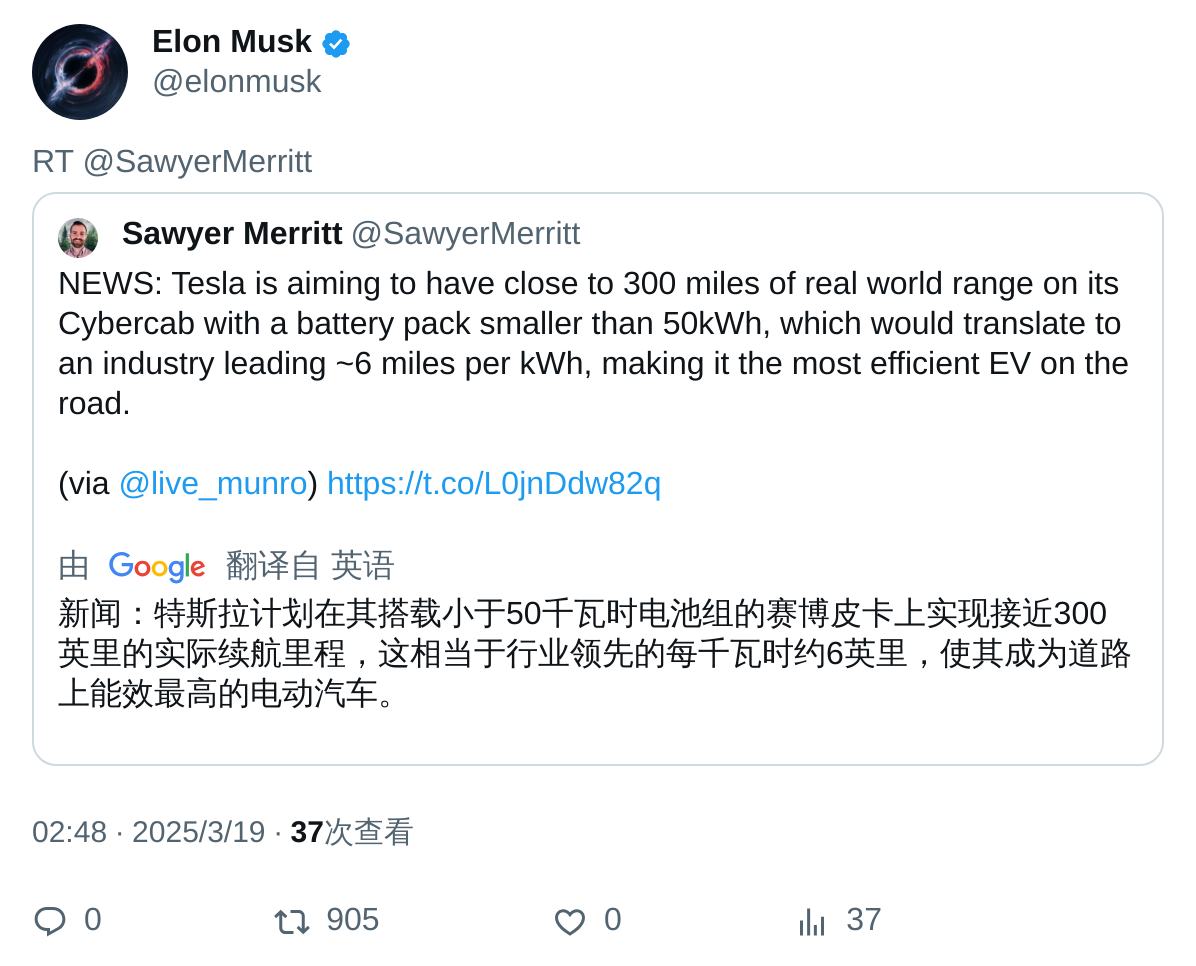 Elon Musk
@elonmusk
RT @SawyerMerritt
Sawyer Merritt @SawyerMerritt
NEWS: Tesla is aiming to have close to 300 miles of real world range on its
Cybercab with a battery pack smaller than 50kWh, which would translate to
an industry leading ~6 miles per kWh, making it the most efficient EV on the
road.
(via @live_munro) https://t.co/L0jnDdw82q
由 Google 翻译自 英语
新闻：特斯拉计划在其搭载小于50千瓦时电池组的赛博皮卡上实现接近300
英里的实际续航里程，这相当于行业领先的每千瓦时约6英里，使其成为道路
上能效最高的电动汽车。
02:48 · 2025/3/19 · 37次查看
0 905 0 37